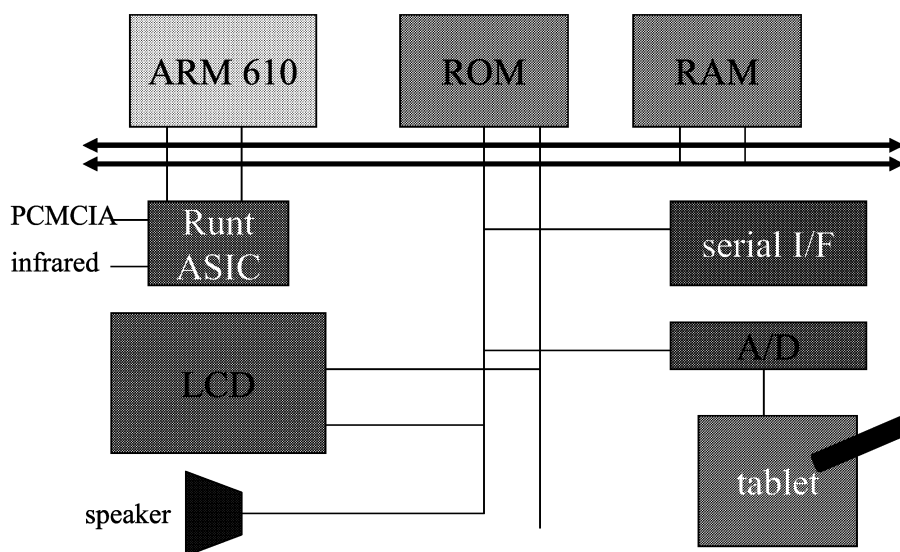 ARM 610
ROM
RAM
PCMCIA
Runt
ASIC
serial I/F
infrared
A/D
LCD
tablet
speaker